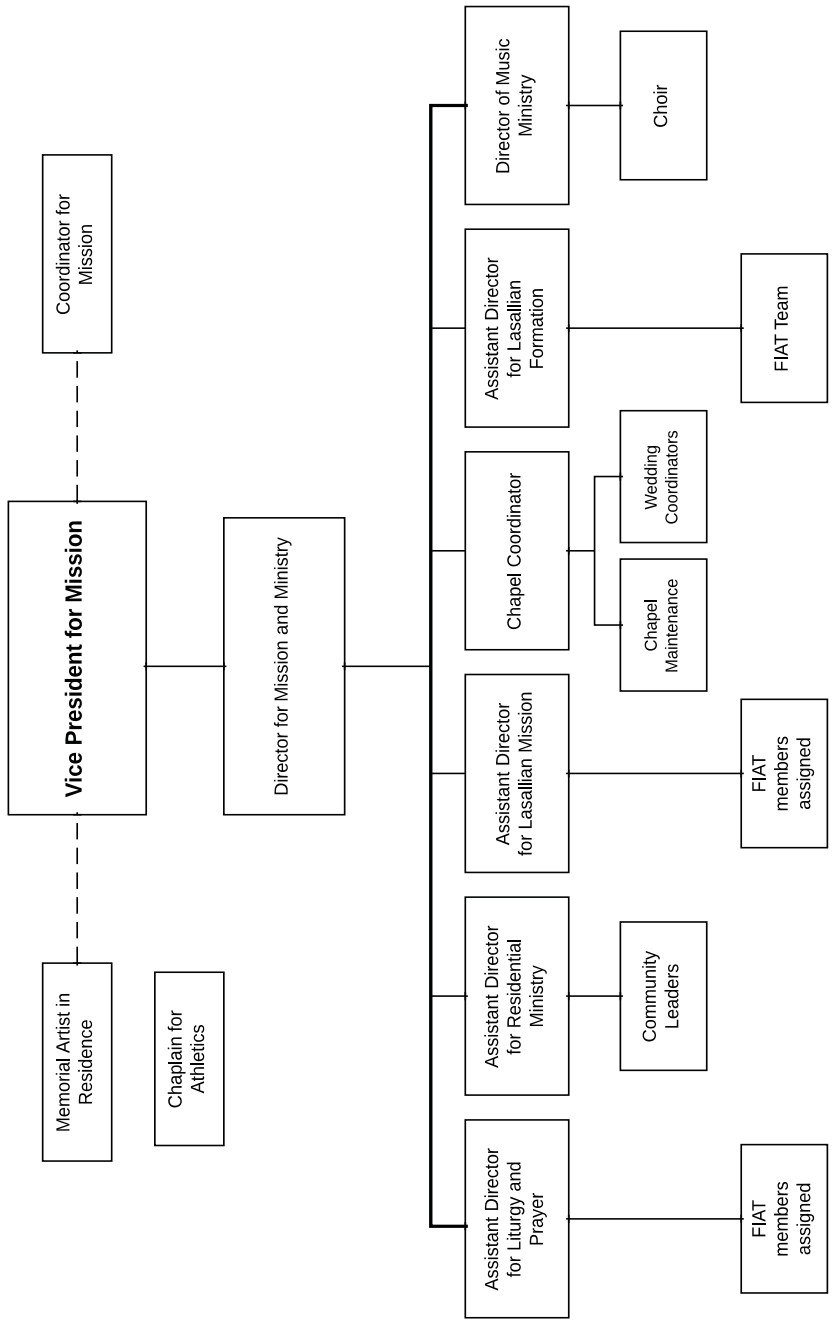 Vice President for Mission
Memorial Artist in
Residence
Coordinator for
Mission
Chaplain for
Athletics
Director for Mission and Ministry
Assistant Director
for Liturgy and
Prayer
Assistant Director
for Residential
Ministry
Assistant Director
for Lasallian Mission
Chapel Coordinator
Assistant Director
for Lasallian
Formation
Director of Music
Ministry
Community
Leaders
Chapel
Maintenance
Wedding
Coordinators
Choir
FIAT
members
assigned
FIAT
members
assigned
FIAT Team